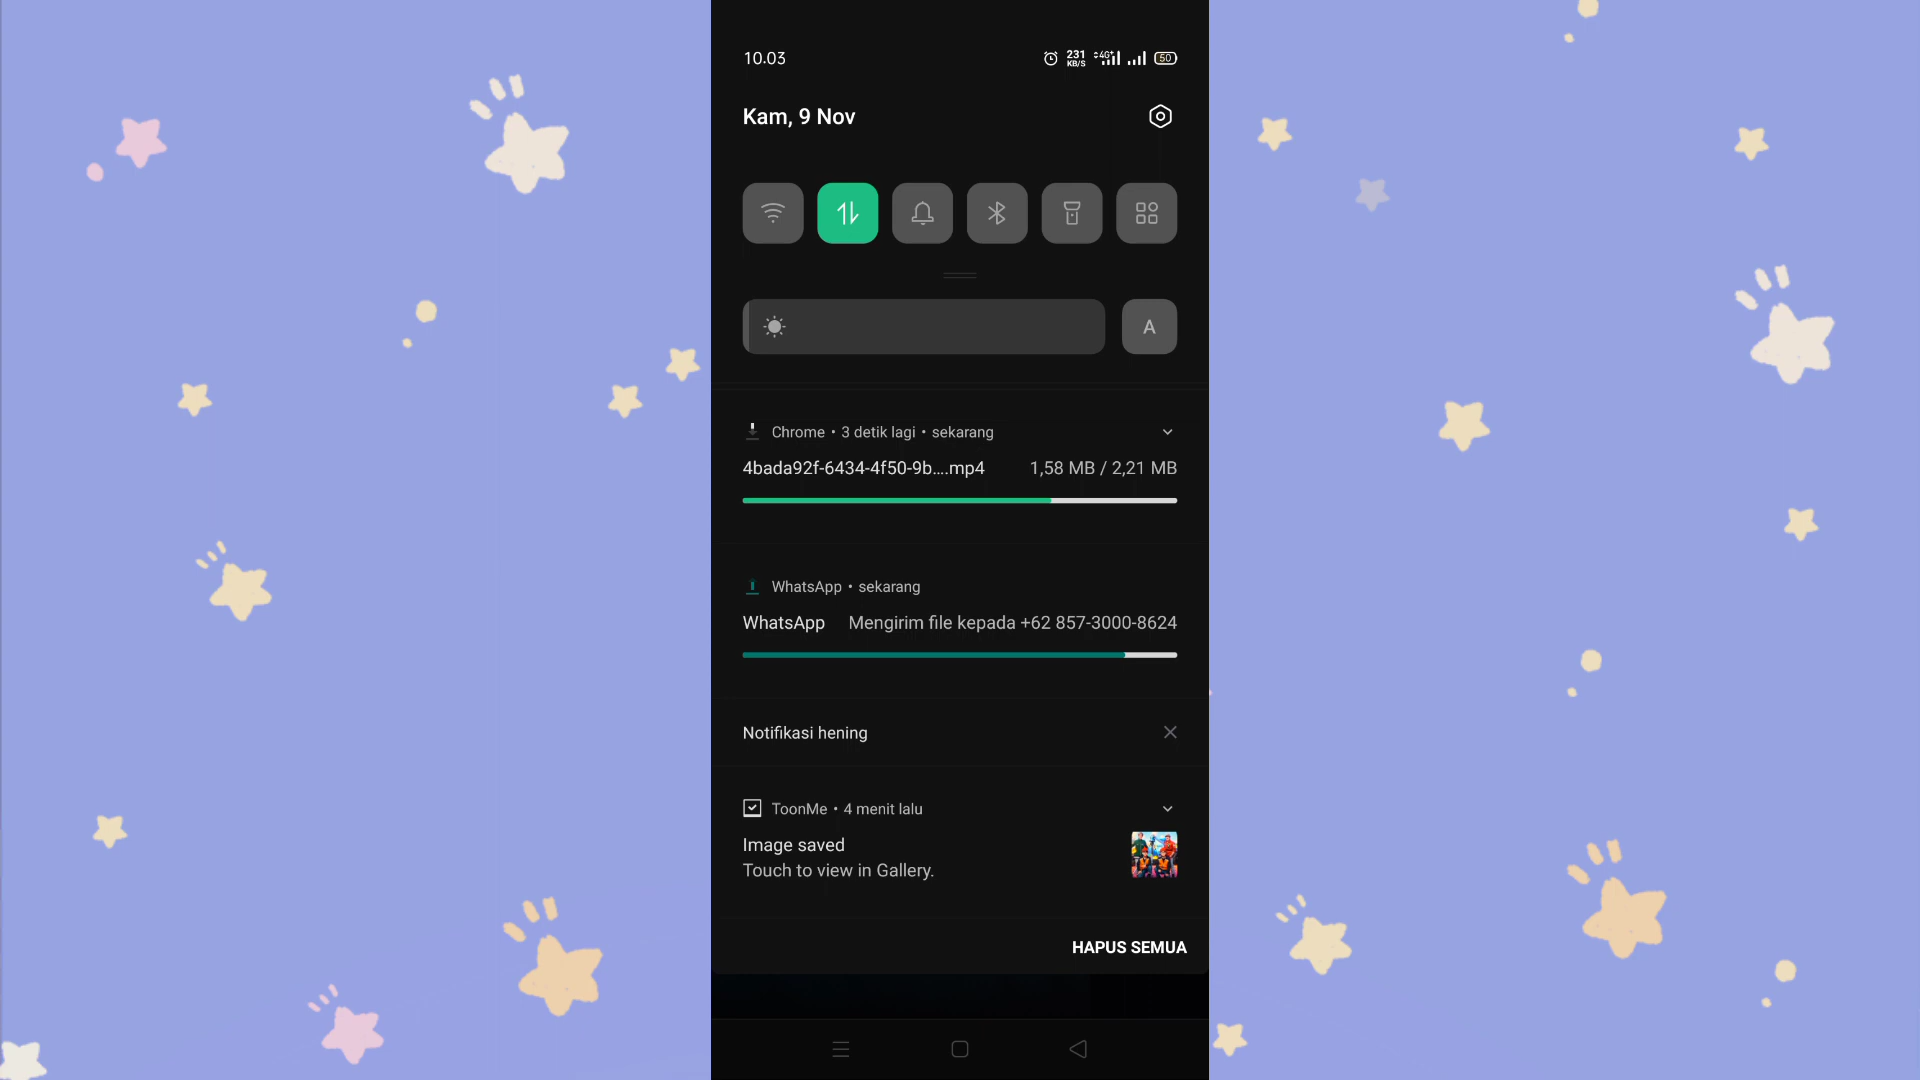 10.03 231 KB/S 4G+ 50
Kam, 9 Nov
A
Chrome • 3 detik lagi • sekarang
4bada92f-6434-4f50-9b....mp4 1,58 MB / 2,21 MB
WhatsApp • sekarang
WhatsApp Mengirim file kepada +62 857-3000-8624
Notifikasi hening
ToonMe • 4 menit lalu
Image saved
Touch to view in Gallery.
HAPUS SEMUA